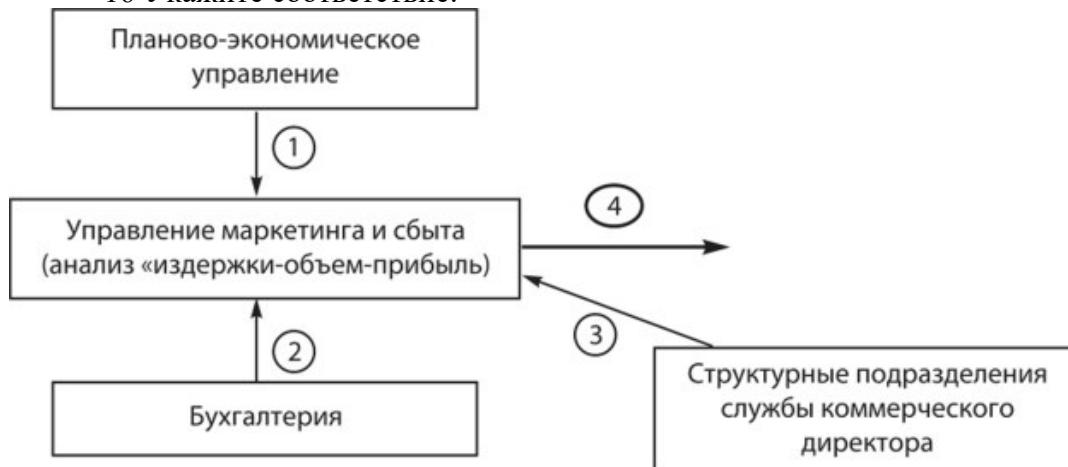 Планово-экономическое
управление
1
4
Управление маркетинга и сбыта
(анализ «издержки-объем-прибыль)
3
2
Структурные подразделения
службы коммерческого
директора
Бухгалтерия